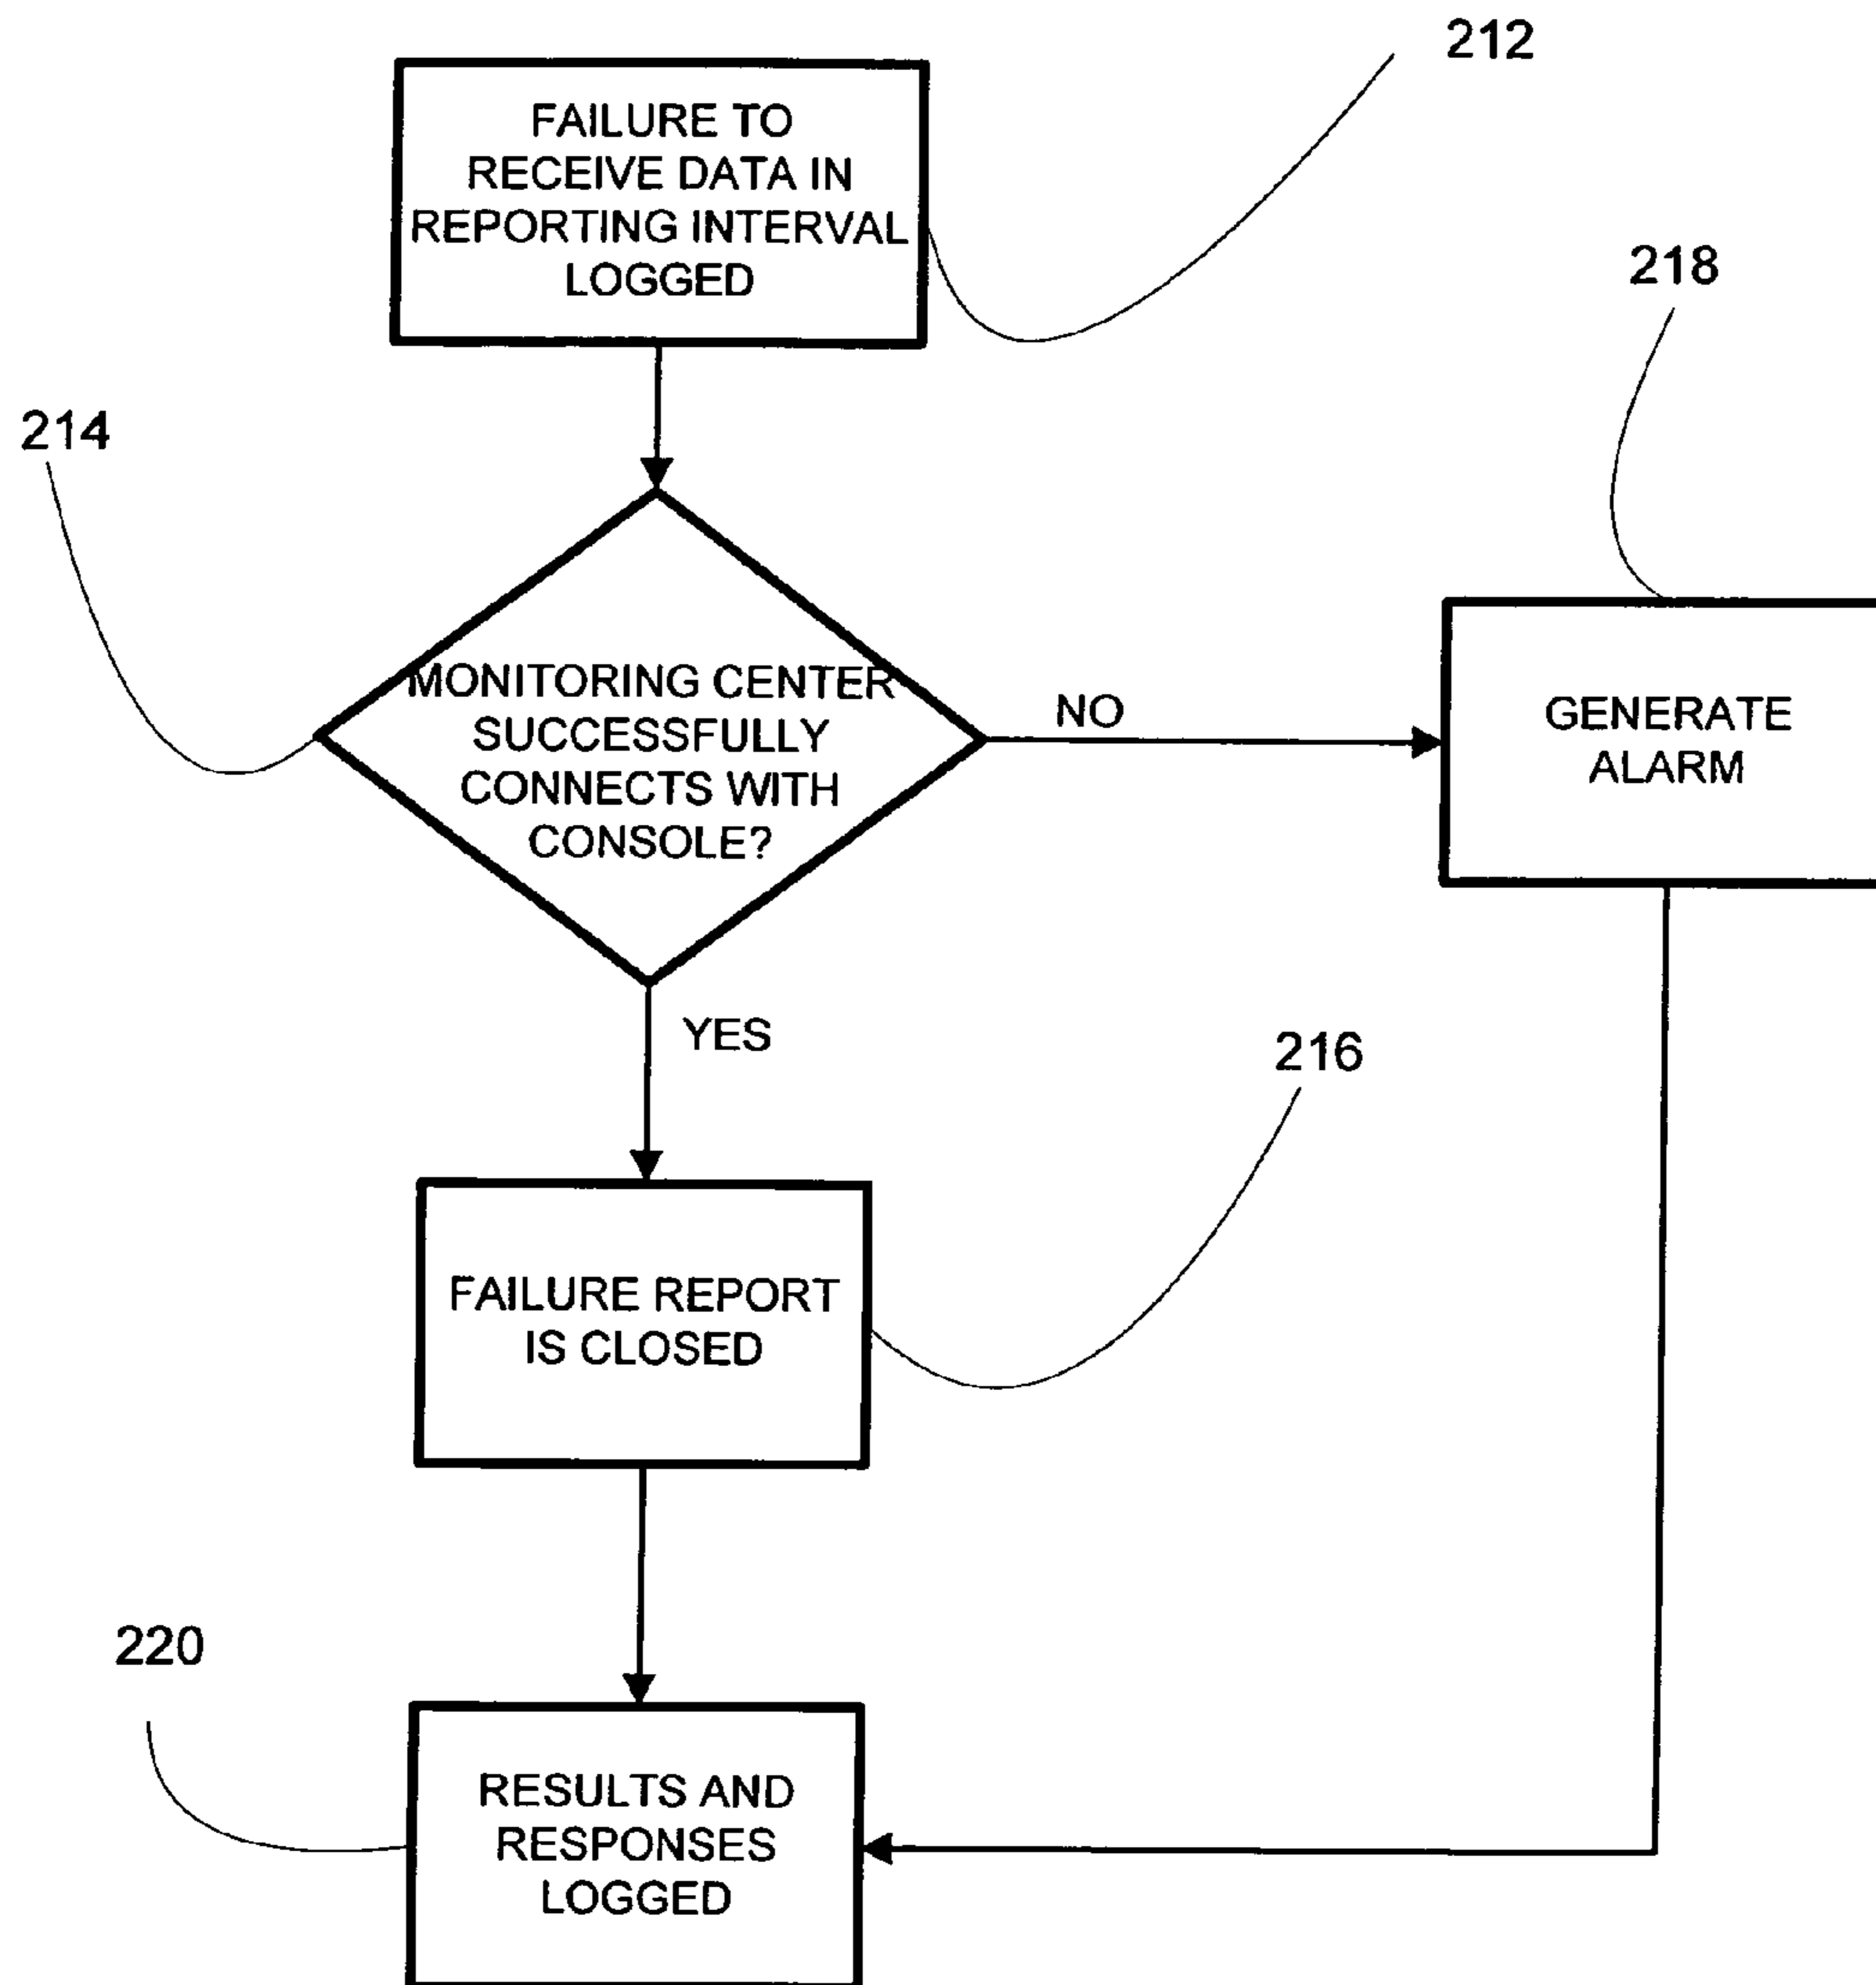 212
FAILURE TO
RECEIVE DATA IN
REPORTING INTERVAL
LOGGED
218
214
MONITORING CENTER
SUCCESSFULLY
CONNECTS WITH
CONSOLE?
NO
GENERATE
ALARM
YES
216
FAILURE REPORT
IS CLOSED
220
RESULTS AND
RESPONSES
LOGGED